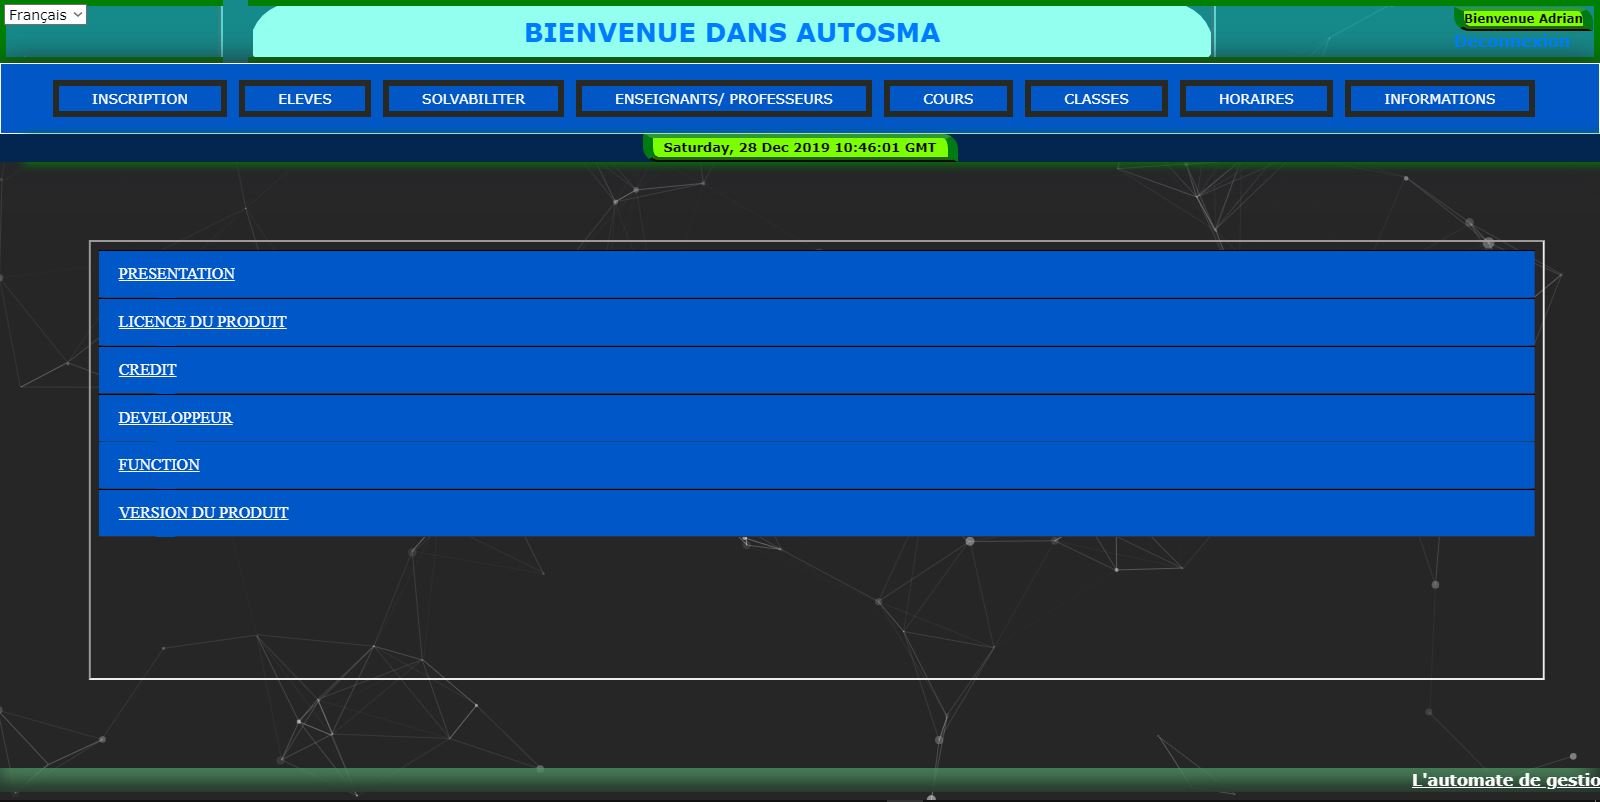 Français
BIENVENUE DANS AUTOSMA
Bienvenue Adrian
Deconnexion
INSCRIPTION
ELEVES
SOLVABILITER
ENSEIGNANTS/ PROFESSEURS
COURS
CLASSES
HORAIRES
INFORMATIONS
Saturday, 28 Dec 2019 10:46:01 GMT
PRESENTATION
LICENCE DU PRODUIT
CREDIT
DEVELOPPEUR
FUNCTION
VERSION DU PRODUIT
L'automate de gestio